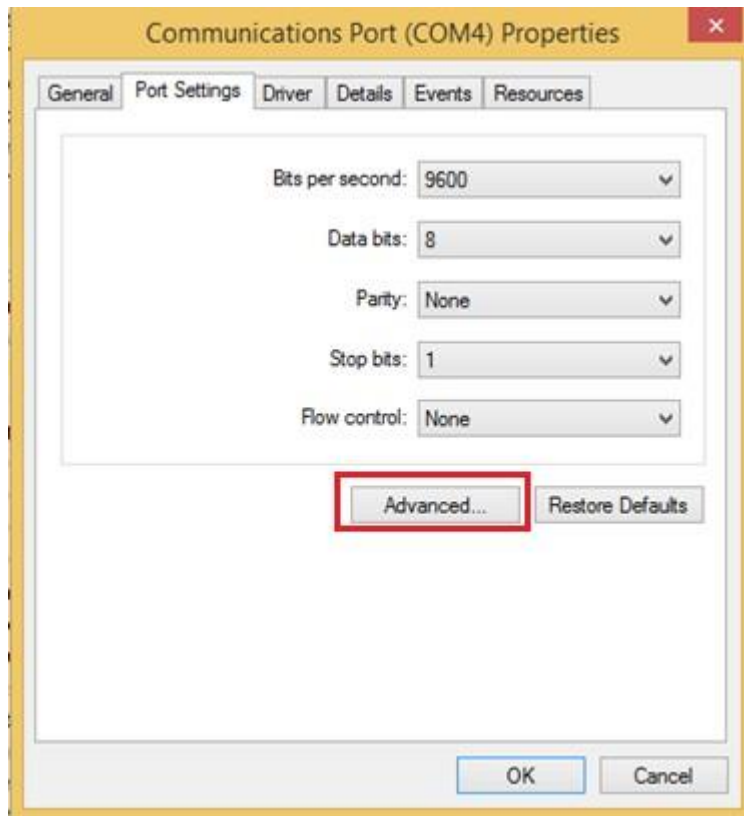 Communications Port (COM4) Properties
General Port Settings Driver Details Events Resources
Bits per second: 9600
Data bits: 8
Parity: None
Stop bits: 1
Flow control: None
Advanced... Restore Defaults
OK Cancel